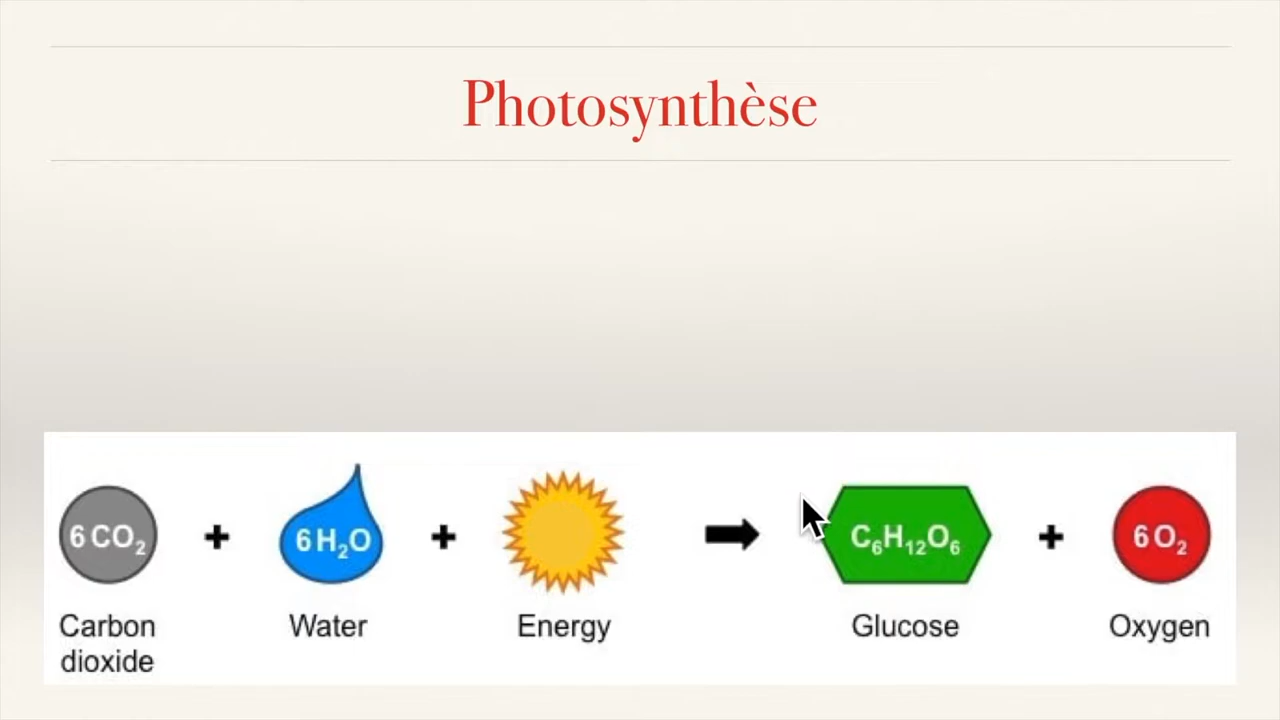 Photosynthèse
6 CO₂ + 6 H₂O + ➡ C₆H₁₂O₆ + 6 O₂
Carbon dioxide Water Energy Glucose Oxygen